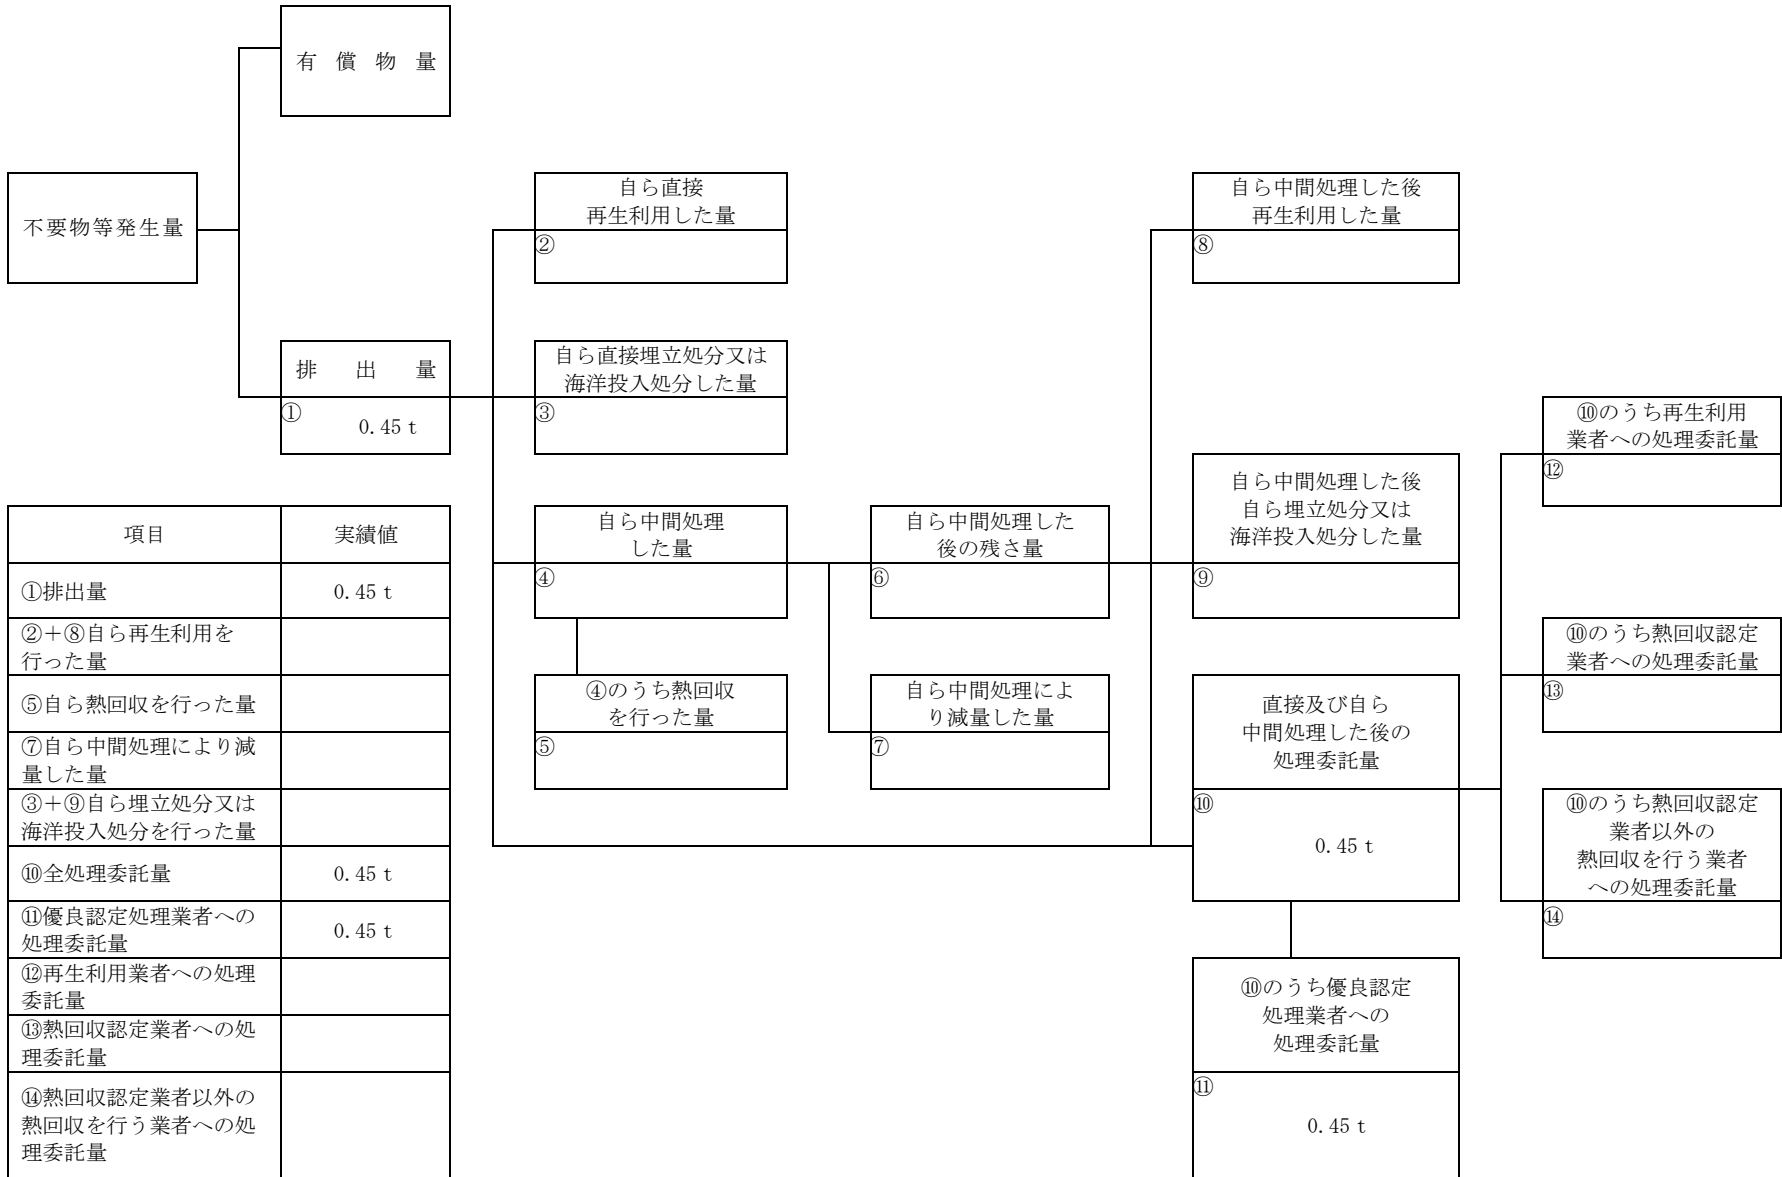 有 償 物 量
不要物等発生量
自ら直接
再生利用した量
②
自ら中間処理した後
再生利用した量
⑧
排 出 量
①
0.45 t
自ら直接埋立処分又は
海洋投入処分した量
③
⑩のうち再生利用
業者への処理委託量
⑫
自ら中間処理した後
自ら埋立処分又は
海洋投入処分した量
⑨
自ら中間処理
した量
④
自ら中間処理した
後の残さ量
⑥
⑩のうち熱回収認定
業者への処理委託量
⑬
④のうち熱回収
を行った量
⑤
自ら中間処理によ
り減量した量
⑦
直接及び自ら
中間処理した後の
処理委託量
⑩
0.45 t
⑩のうち熱回収認定
業者以外の
熱回収を行う業者
への処理委託量
⑭
⑩のうち優良認定
処理業者への
処理委託量
⑪
0.45 t
項目 実績値
①排出量 0.45 t
②+⑧自ら再生利用を
行った量
⑤自ら熱回収を行った量
⑦自ら中間処理により減
量した量
③+⑨自ら埋立処分又は
海洋投入処分を行った量
⑩全処理委託量 0.45 t
⑪優良認定処理業者への
処理委託量 0.45 t
⑫再生利用業者への処理
委託量
⑬熱回収認定業者への処
理委託量
⑭熱回収認定業者以外の
熱回収を行う業者への処
理委託量